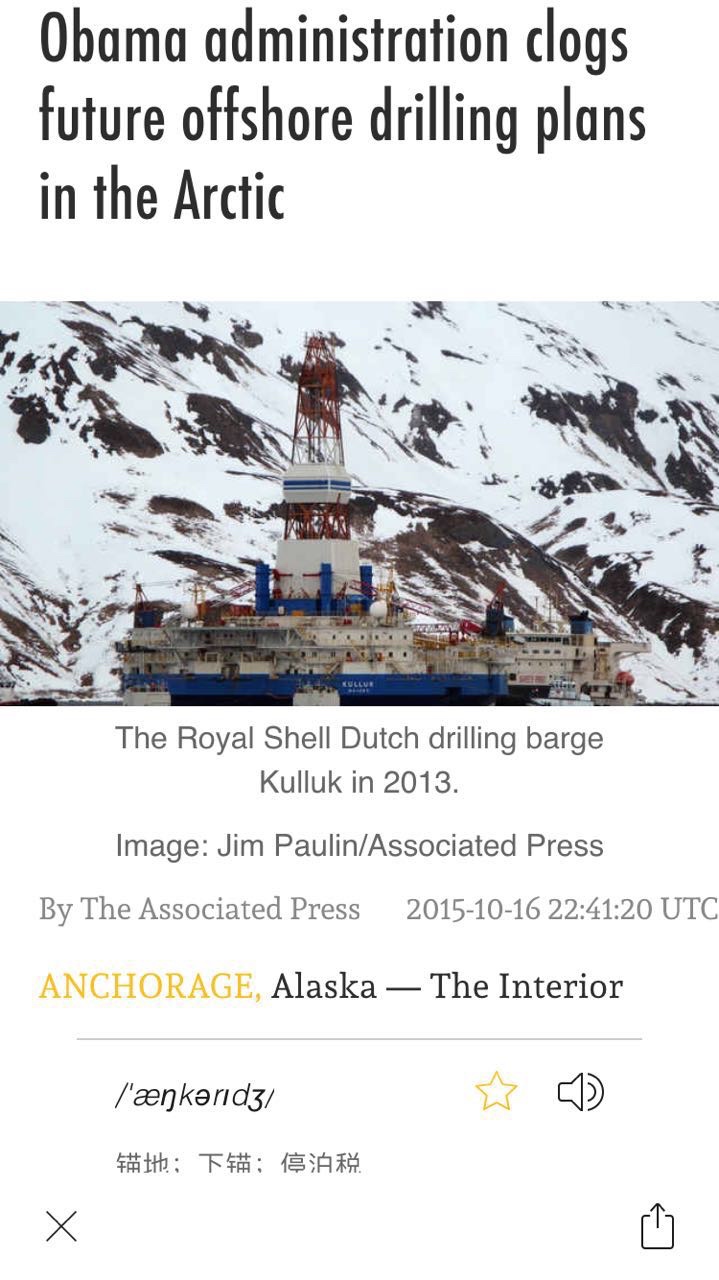 Obama administration clogs
future offshore drilling plans
in the Arctic
KULLUK
The Royal Shell Dutch drilling barge
Kulluk in 2013.
Image: Jim Paulin/Associated Press
By The Associated Press 2015-10-16 22:41:20 UTC
ANCHORAGE, Alaska — The Interior
/'æŋkərɪdʒ/
锚地; 下锚; 停泊税